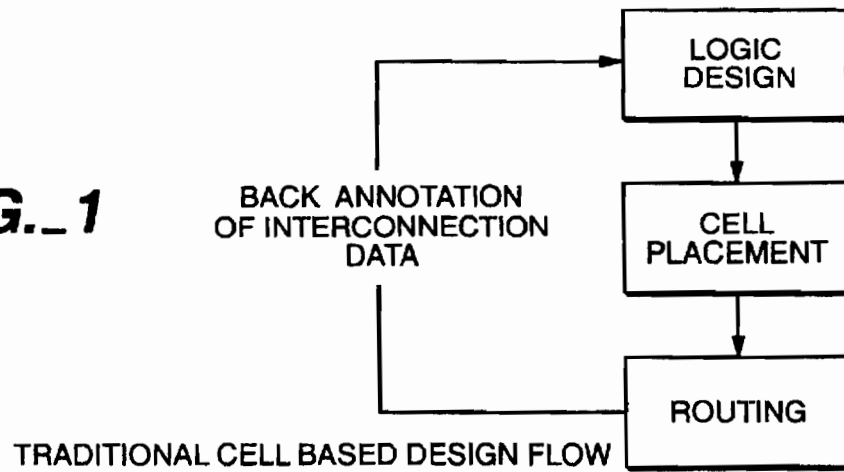 LOGIC
DESIGN
G._1
BACK ANNOTATION
OF INTERCONNECTION
DATA
CELL
PLACEMENT
ROUTING
TRADITIONAL CELL BASED DESIGN FLOW